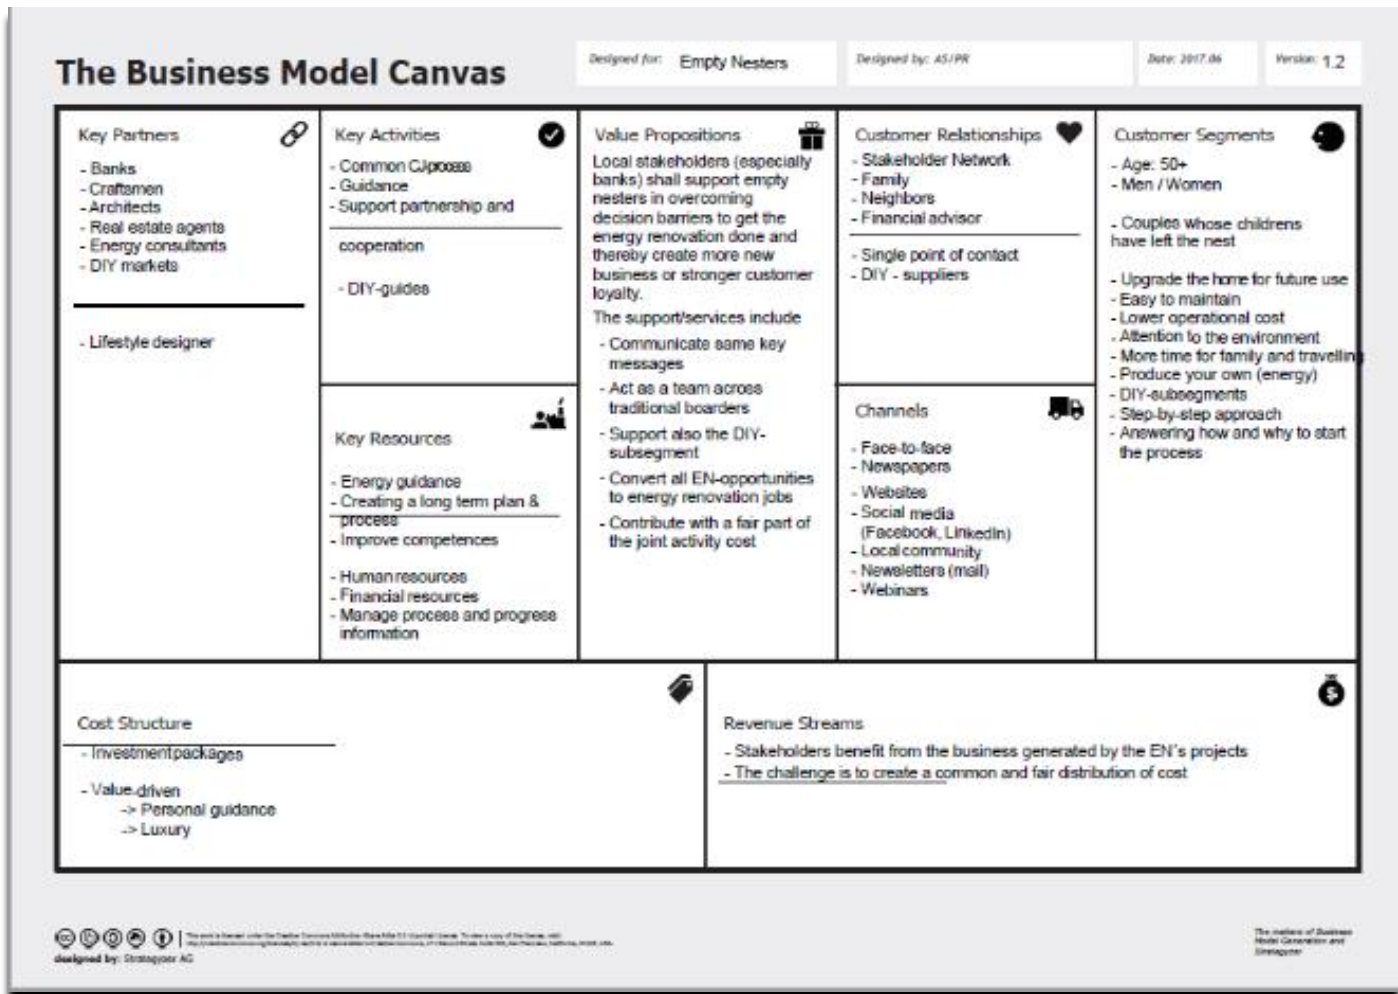 The Business Model Canvas
Designed for: Empty Nesters
Designed by: AS/PR
Date: 2017.06
Version: 1.2
Key Partners
- Banks
- Craftsmen
- Architects
- Real estate agents
- Energy consultants
- DIY markets
- Lifestyle designer
Key Activities
- Common CJ/process
- Guidance
- Support partnership and
cooperation
- DIY-guides
Key Resources
- Energy guidance
- Creating a long term plan &
process
- Improve competences
- Human resources
- Financial resources
- Manage process and progress
information
Value Propositions
Local stakeholders (especially
banks) shall support empty
nesters in overcoming
decision barriers to get the
energy renovation done and
thereby create more new
business or stronger customer
loyalty.
The support/services include
- Communicate same key
messages
- Act as a team across
traditional boarders
- Support also the DIY-
subsegment
- Convert all EN-opportunities
to energy renovation jobs
- Contribute with a fair part of
the joint activity cost
Customer Relationships
- Stakeholder Network
- Family
- Neighbors
- Financial advisor
- Single point of contact
- DIY - suppliers
Channels
- Face-to-face
- Newspapers
- Websites
- Social media
(Facebook, LinkedIn)
- Local community
- Newsletters (mail)
- Webinars
Customer Segments
- Age: 50+
- Men / Women
- Couples whose childrens
have left the nest
- Upgrade the home for future use
- Easy to maintain
- Lower operational cost
- Attention to the environment
- More time for family and travelling
- Produce your own (energy)
- DIY-subsegments
- Step-by-step approach
- Answering how and why to start
the process
Cost Structure
- Investment packages
- Value-driven
-> Personal guidance
-> Luxury
Revenue Streams
- Stakeholders benefit from the business generated by the EN's projects
- The challenge is to create a common and fair distribution of cost
designed by: Strategyzer AG
The makers of Business
Model Generation and
Strategyzer